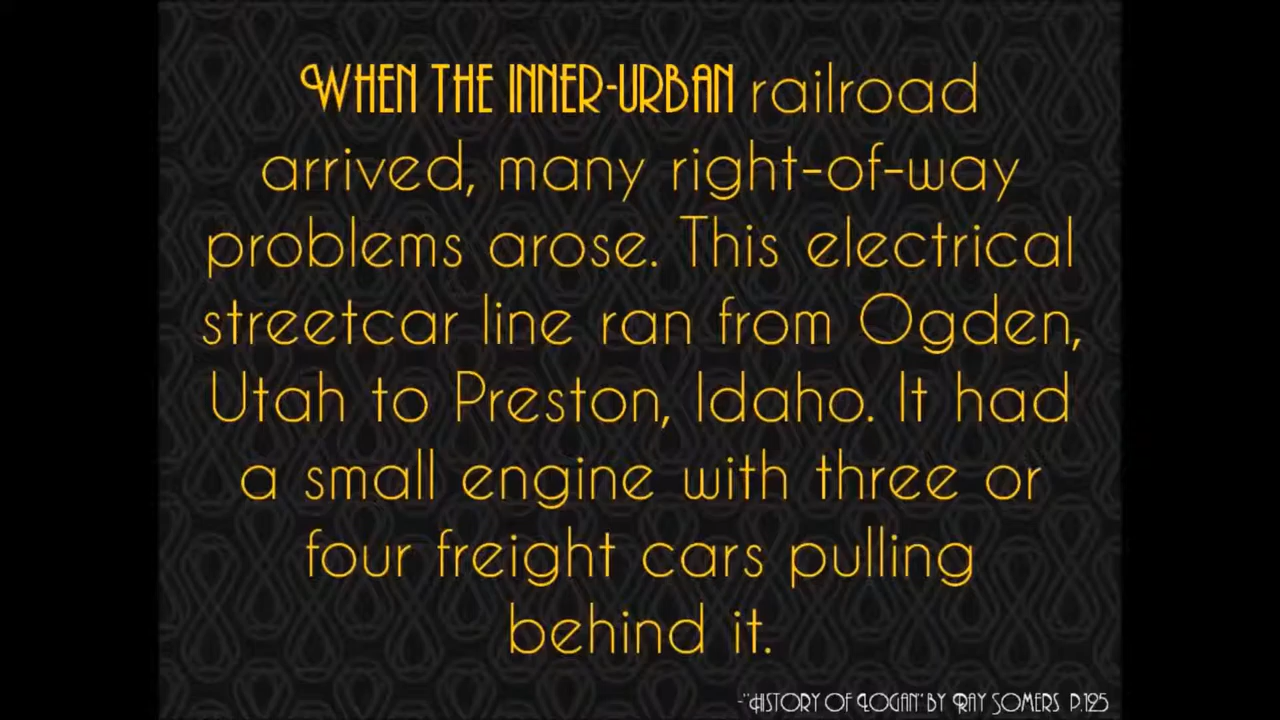 WHEN THE INNER-URBAN railroad
arrived, many right-of-way
problems arose. This electrical
streetcar line ran from Ogden,
Utah to Preston, Idaho. It had
a small engine with three or
four freight cars pulling
behind it.
-"HISTORY OF LOGAN" BY RAY SOMERS P.125